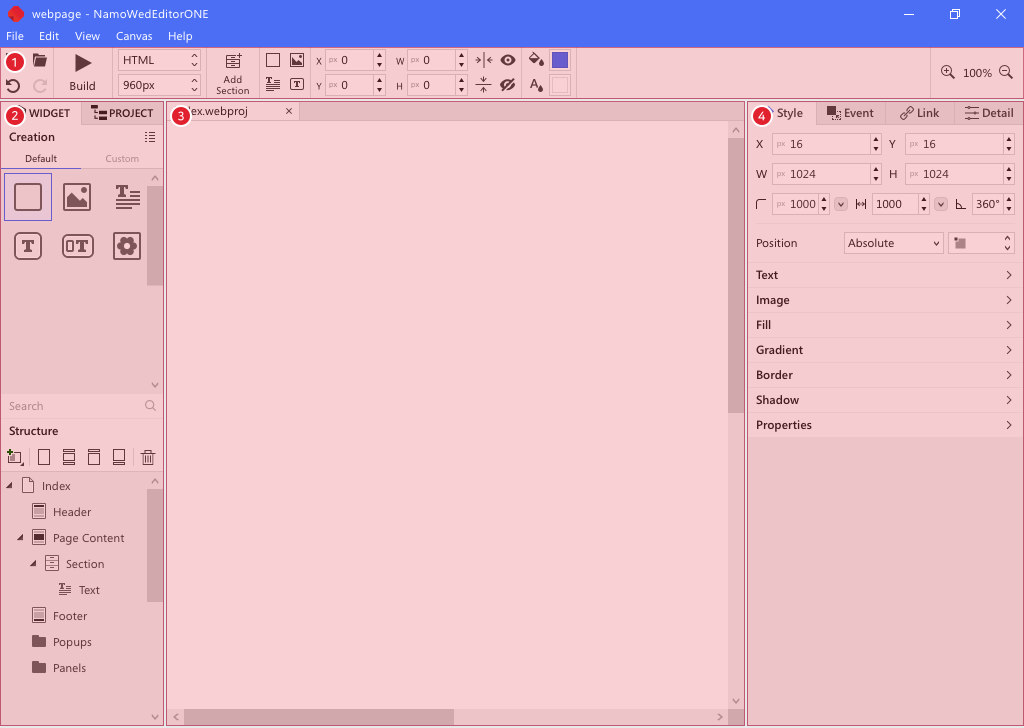 webpage - NamoWedEditorONE
File Edit View Canvas Help
1
Build
HTML
960px
Add
Section
X px 0 W px 0
Y px 0 H px 0
100%
2 WIDGET PROJECT
Creation
Default Custom
T T
T 0T
Search
Structure
Index
Header
Page Content
Section
Text
Footer
Popups
Panels
3 ex.webproj
4 Style Event Link Detail
X px 16 Y px 16
W px 1024 H px 1024
px 1000 1000 360°
Position Absolute
Text
Image
Fill
Gradient
Border
Shadow
Properties